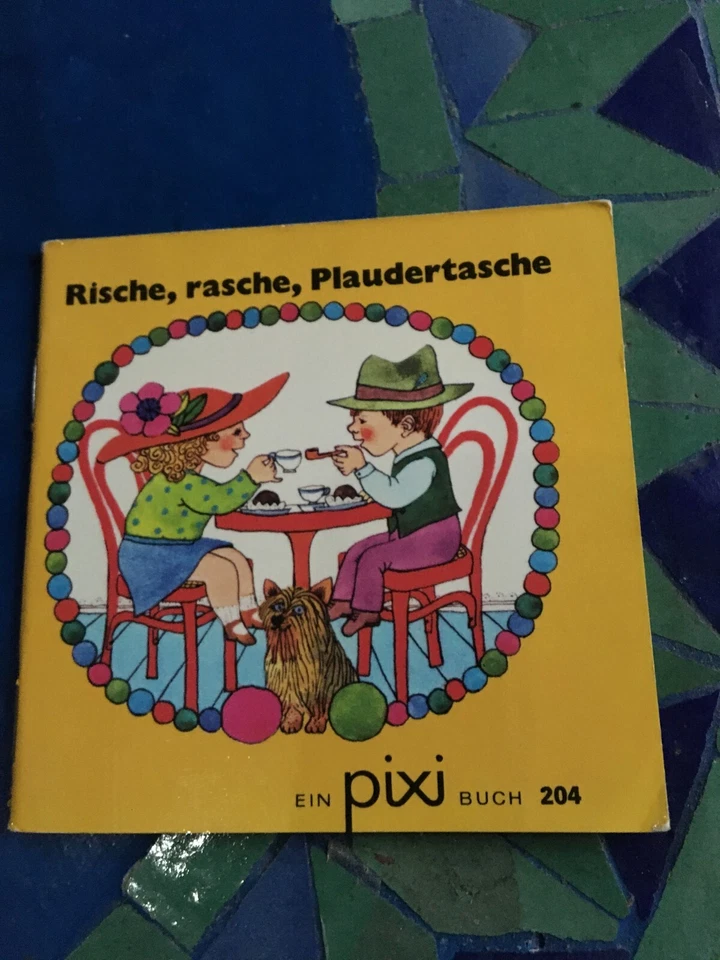 Rische, rasche, Plaudertasche
EIN pixi BUCH 204